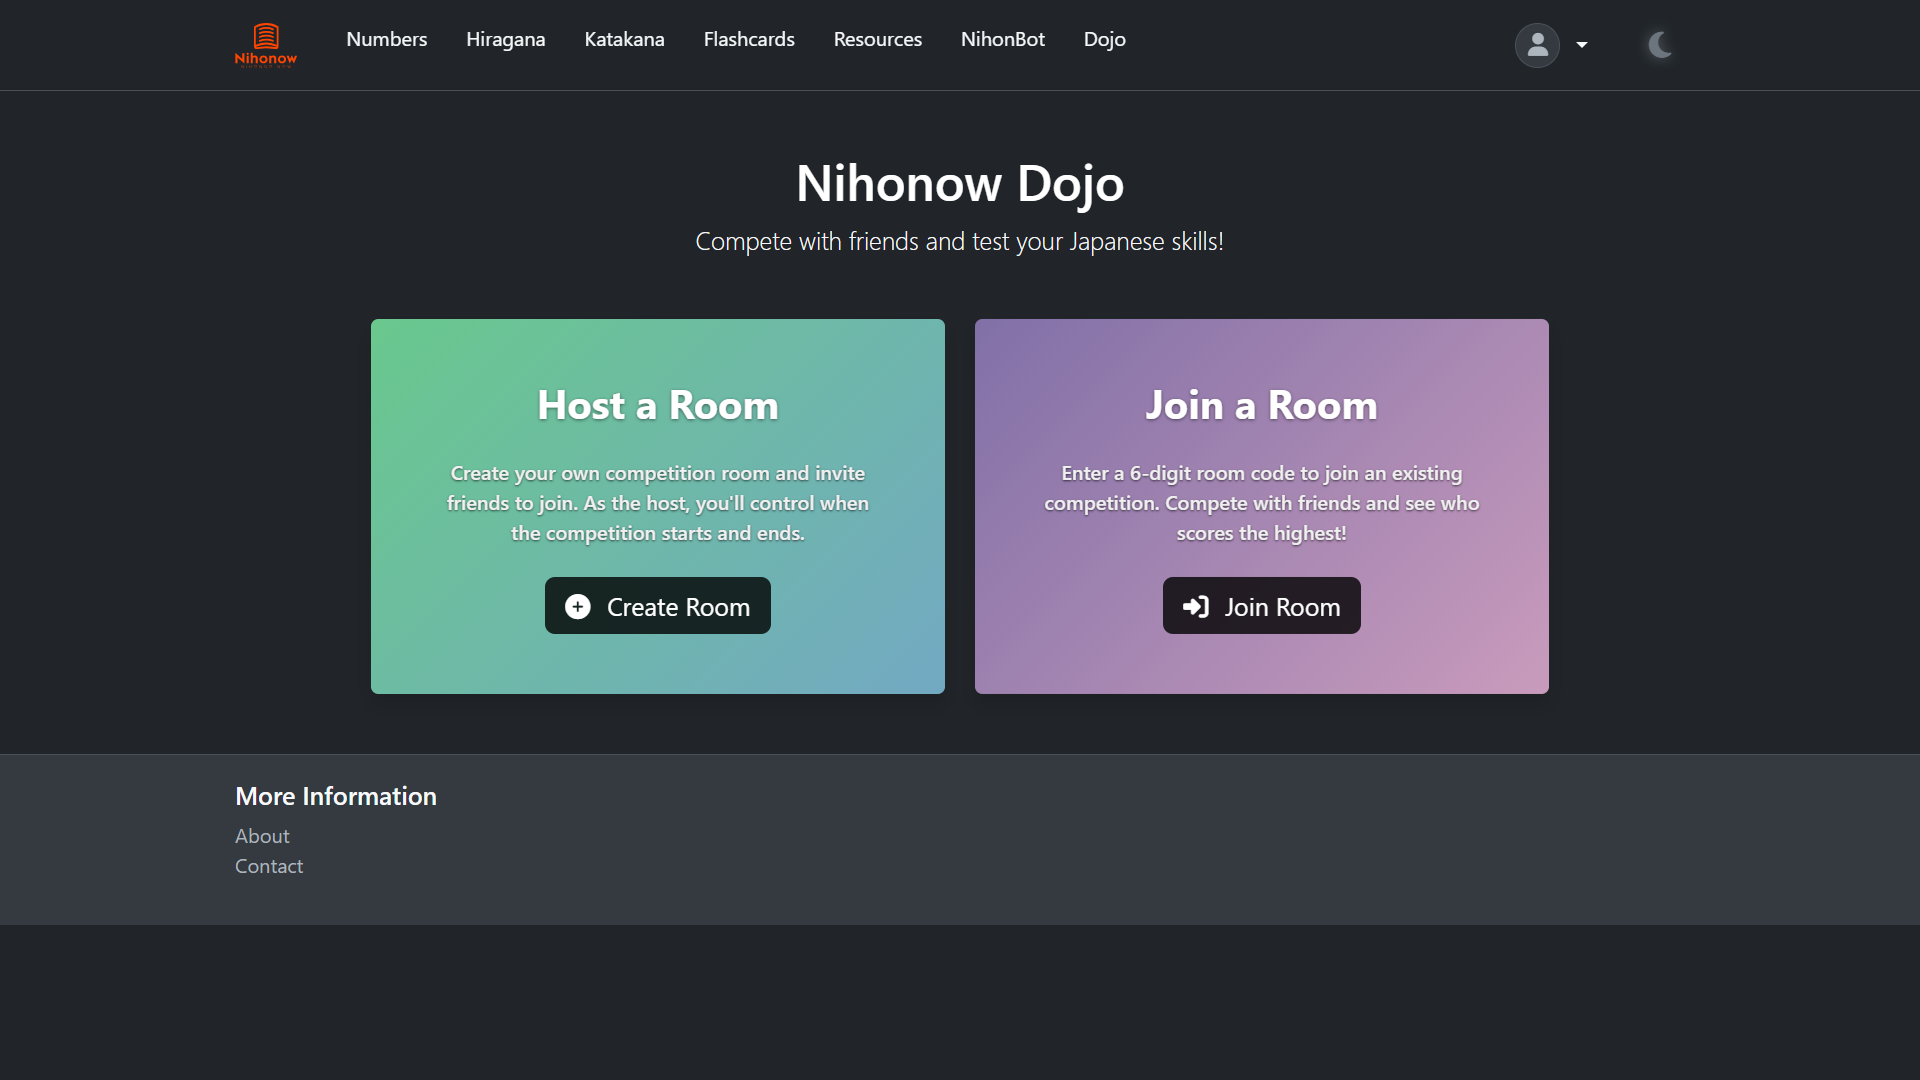 Nihonow
Numbers
Hiragana
Katakana
Flashcards
Resources
NihonBot
Dojo
Nihonow Dojo
Compete with friends and test your Japanese skills!
Host a Room
Create your own competition room and invite
friends to join. As the host, you'll control when
the competition starts and ends.
Create Room
Join a Room
Enter a 6-digit room code to join an existing
competition. Compete with friends and see who
scores the highest!
Join Room
More Information
About
Contact